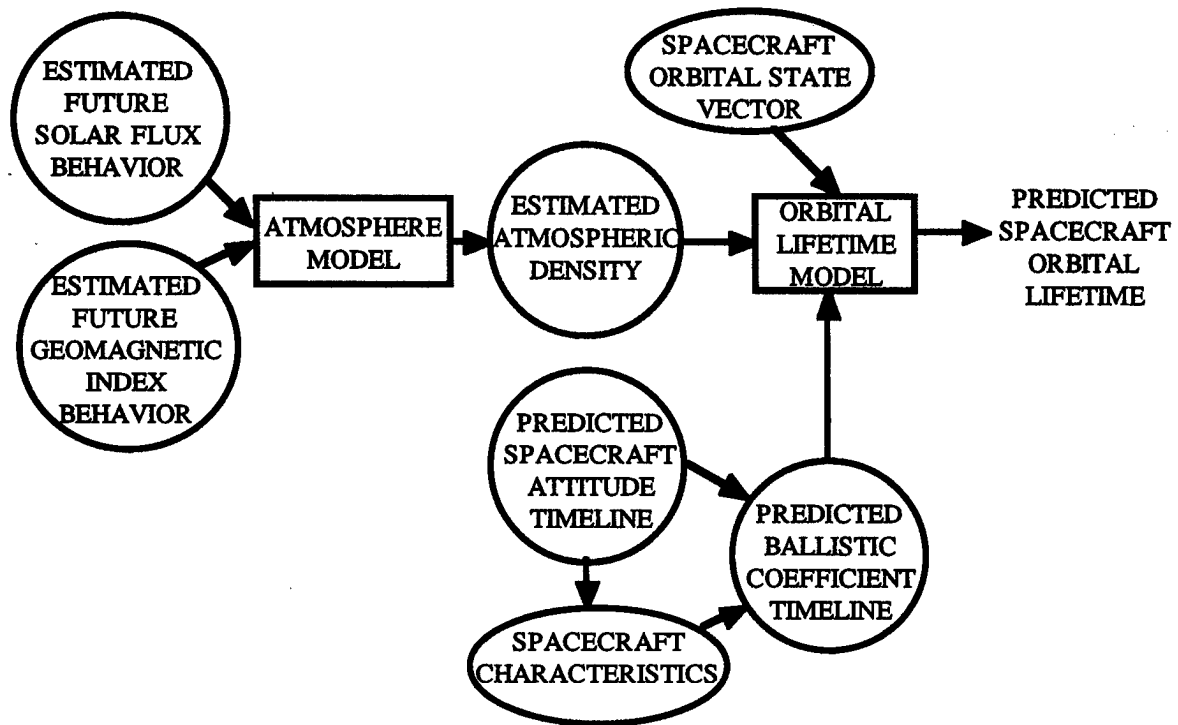 ESTIMATED
FUTURE
SOLAR FLUX
BEHAVIOR
ESTIMATED
FUTURE
GEOMAGNETIC
INDEX
BEHAVIOR
ATMOSPHERE
MODEL
ESTIMATED
ATMOSPHERIC
DENSITY
SPACECRAFT
ORBITAL STATE
VECTOR
ORBITAL
LIFETIME
MODEL
PREDICTED
SPACECRAFT
ORBITAL
LIFETIME
PREDICTED
SPACECRAFT
ATTITUDE
TIMELINE
SPACECRAFT
CHARACTERISTICS
PREDICTED
BALLISTIC
COEFFICIENT
TIMELINE